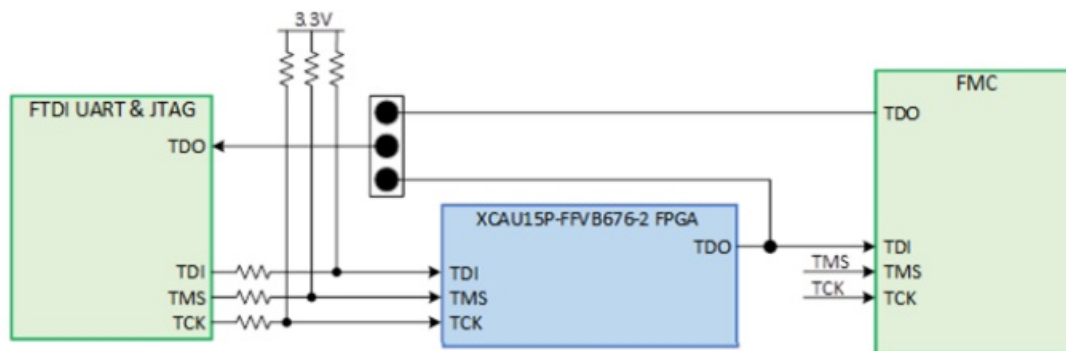 3.3V
FTDI UART & JTAG
TDO
TDI
TMS
TCK
XCAU15P-FFVB676-2 FPGA
TDO
TDI
TMS
TCK
FMC
TDO
TDI
TMS
TMS
TCK
TCK